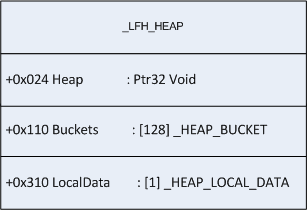 _LFH_HEAP
+0x024 Heap : Ptr32 Void
+0x110 Buckets : [128] _HEAP_BUCKET
+0x310 LocalData : [1] _HEAP_LOCAL_DATA